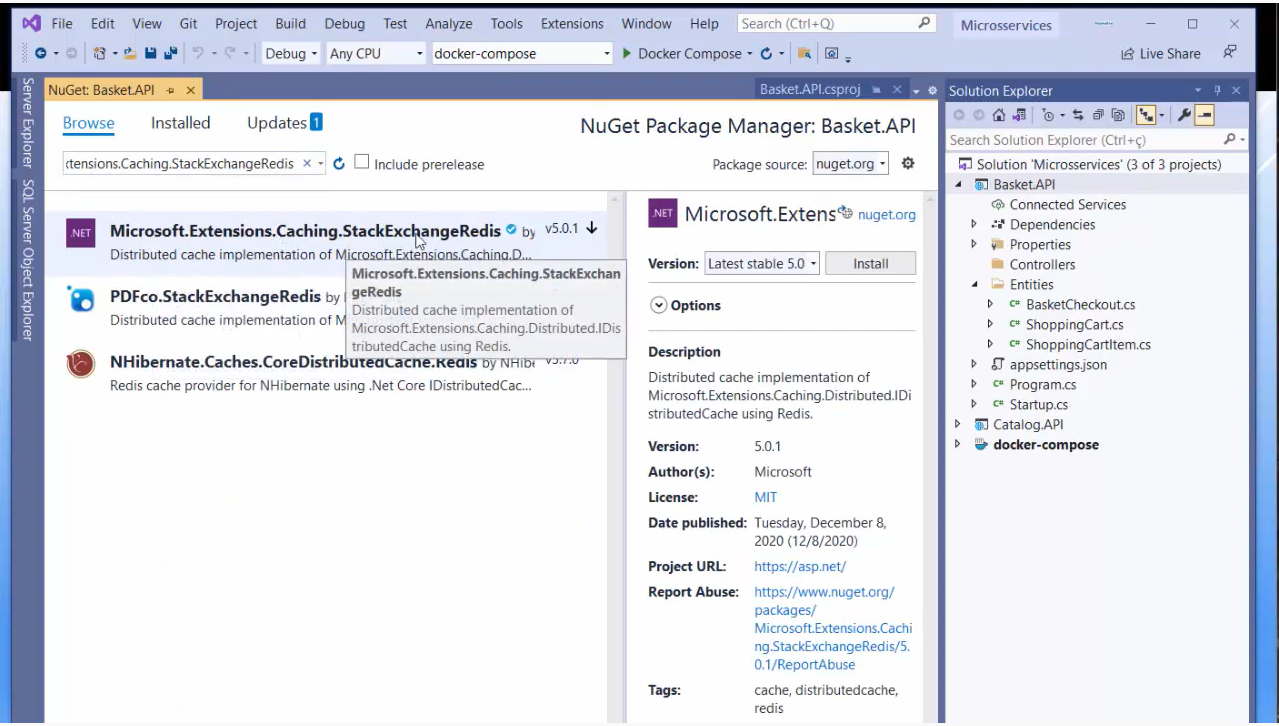 File Edit View Git Project Build Debug Test Analyze Tools Extensions Window Help Search (Ctrl+Q) Microsservices
Debug Any CPU docker-compose Docker Compose Live Share
Server Explorer
SQL Server Object Explorer
NuGet: Basket.API Basket.API.csproj
Browse Installed Updates 1
NuGet Package Manager: Basket.API
tensions.Caching.StackExchangeRedis Include prerelease Package source: nuget.org
.NET Microsoft.Extensions.Caching.StackExchangeRedis by v5.0.1
Distributed cache implementation of Microsoft.Extensions.Caching.D...
PDFco.StackExchangeRedis by
Distributed cache implementation of M
NHibernate.Caches.CoreDistributedCache.Redis by NHibe v5.7.0
Redis cache provider for NHibernate using .Net Core IDistributedCac...
Microsoft.Extensions.Caching.StackExchan
geRedis
Distributed cache implementation of
Microsoft.Extensions.Caching.Distributed.IDis
tributedCache using Redis.
.NET Microsoft.Extens nuget.org
Version: Latest stable 5.0 Install
Options
Description
Distributed cache implementation of
Microsoft.Extensions.Caching.Distributed.IDi
stributedCache using Redis.
Version: 5.0.1
Author(s): Microsoft
License: MIT
Date published: Tuesday, December 8,
2020 (12/8/2020)
Project URL: https://asp.net/
Report Abuse: https://www.nuget.org/
packages/
Microsoft.Extensions.Cachi
ng.StackExchangeRedis/5.
0.1/ReportAbuse
Tags: cache, distributedcache,
redis
Solution Explorer
Search Solution Explorer (Ctrl+ç)
Solution 'Microsservices' (3 of 3 projects)
Basket.API
Connected Services
Dependencies
Properties
Controllers
Entities
C# BasketCheckout.cs
C# ShoppingCart.cs
C# ShoppingCartItem.cs
appsettings.json
C# Program.cs
C# Startup.cs
Catalog.API
docker-compose